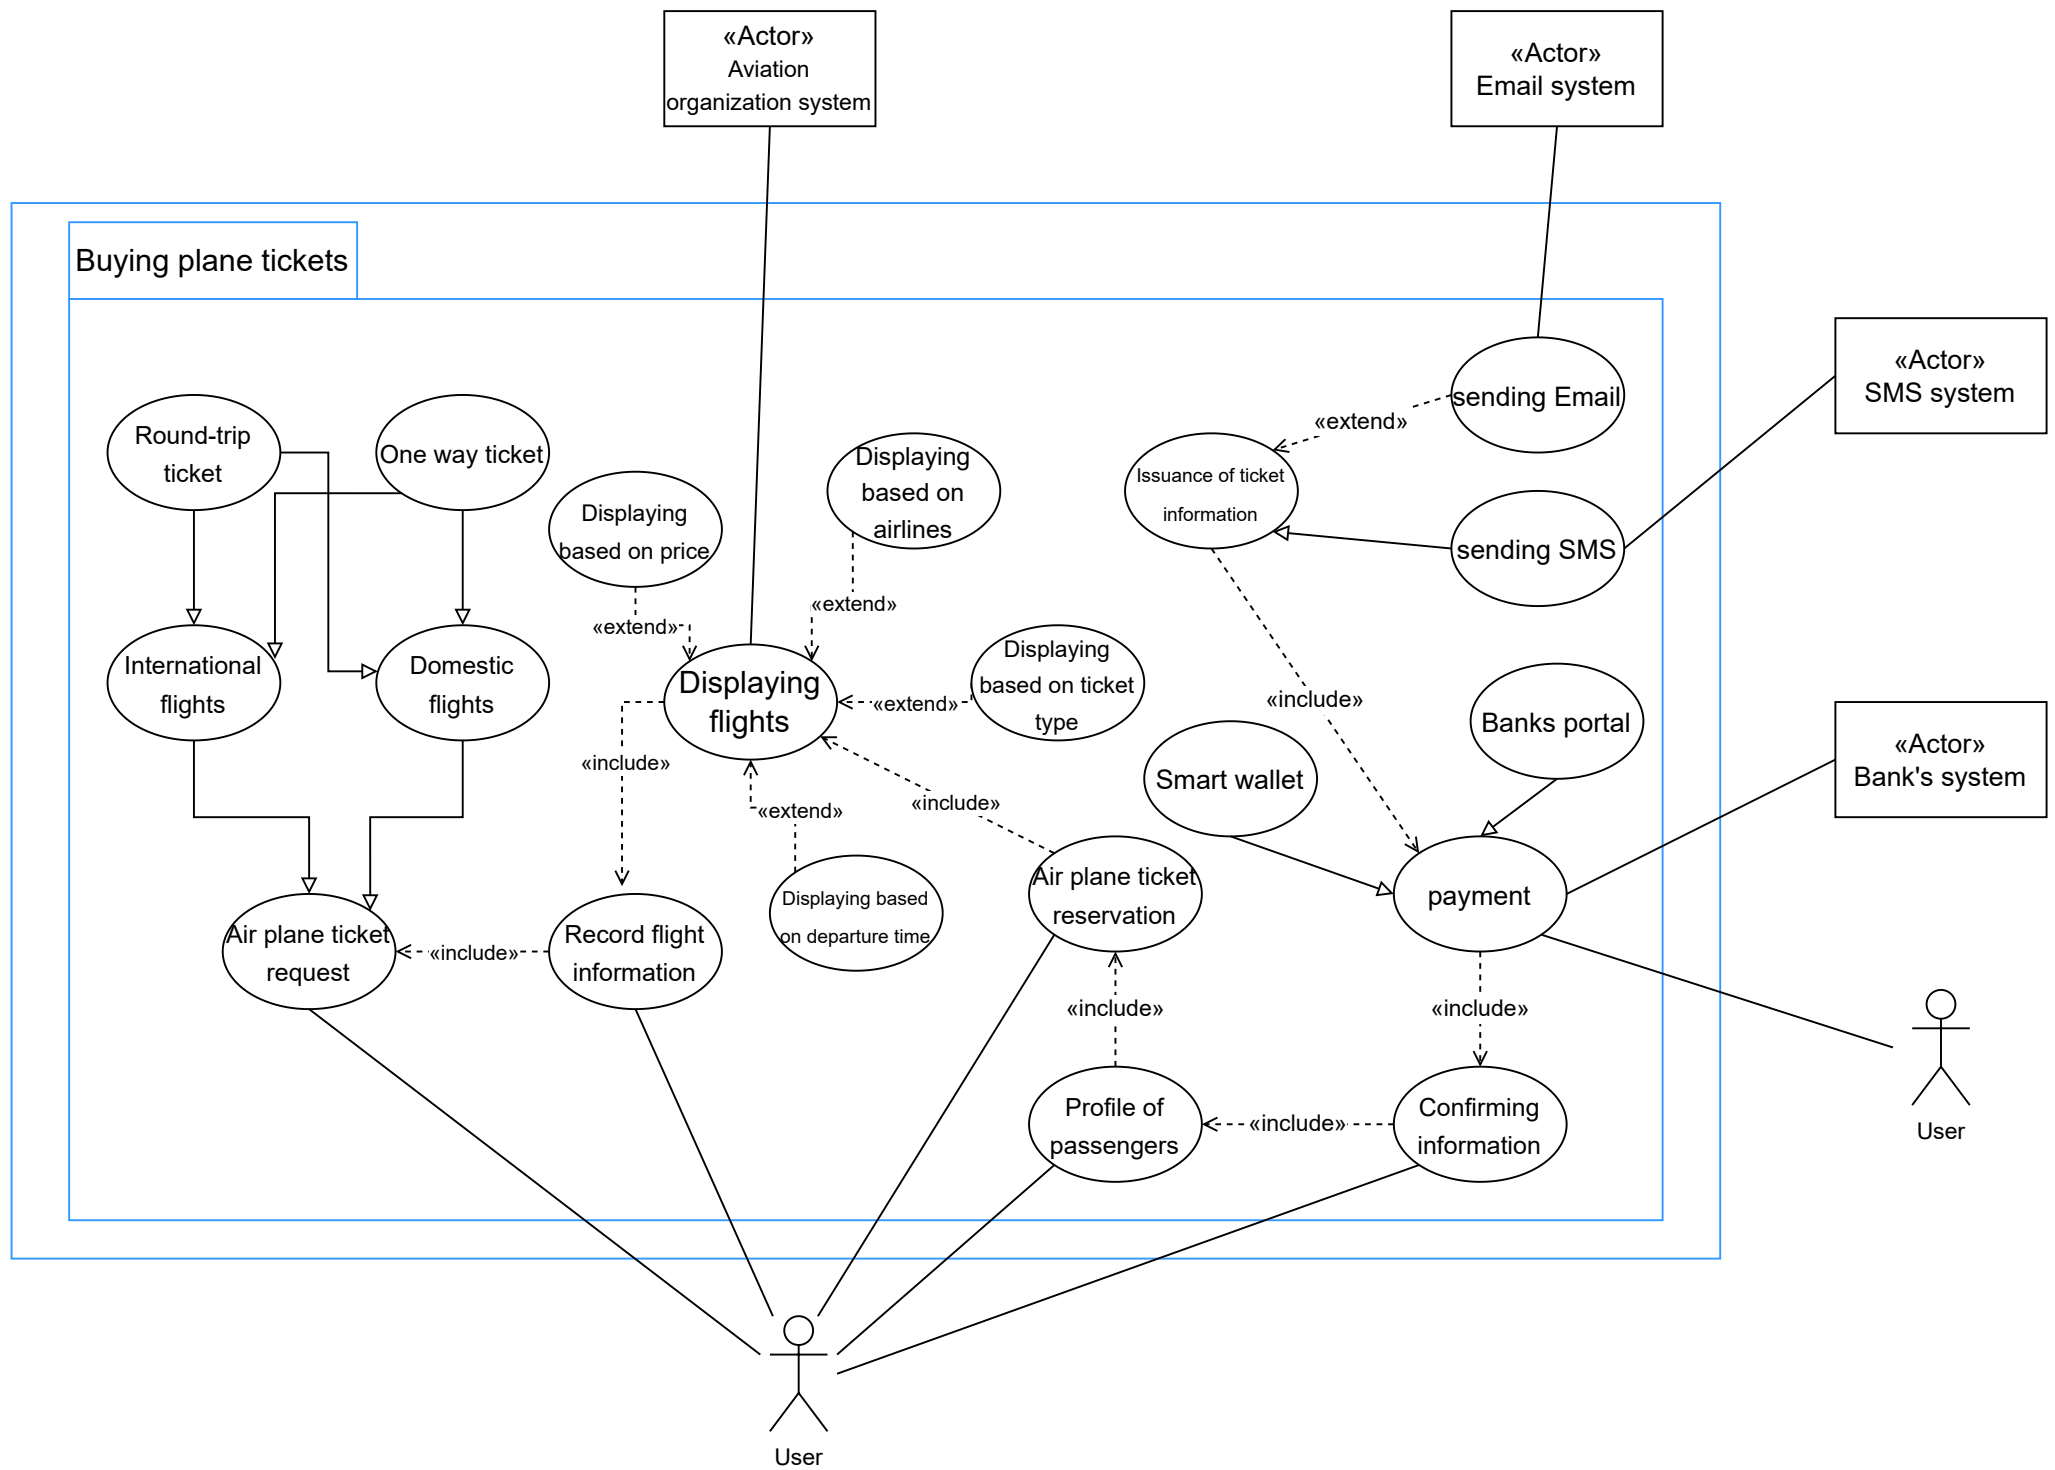 «Actor»
Aviation
organization system
«Actor»
Email system
Buying plane tickets
«Actor»
SMS system
sending Email
«extend»
Round-trip
ticket
One way ticket
Displaying
based on
airlines
Issuance of ticket
information
Displaying
based on price
sending SMS
«extend»
«extend»
International
flights
Domestic
flights
Displaying
flights
Displaying
based on ticket
type
«extend»
«include»
Banks portal
«Actor»
Bank's system
«include»
Smart wallet
«include»
«extend»
Air plane ticket
reservation
payment
Displaying based
on departure time
Air plane ticket
request
«include»
Record flight
information
«include»
«include»
Profile of
passengers
«include»
Confirming
information
User
User